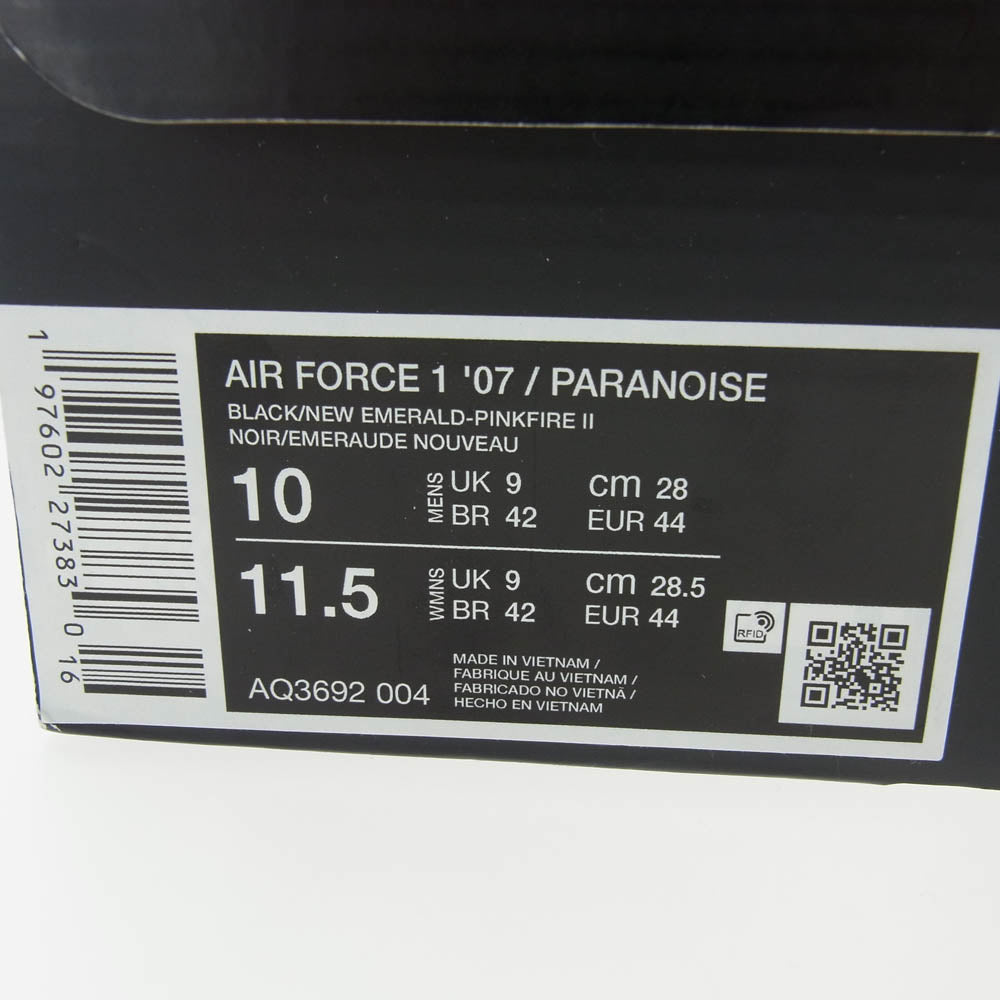 AIR FORCE 1 '07 / PARANOISE
BLACK/NEW EMERALD-PINKFIRE II
NOIR/EMERAUDE NOUVEAU
10 MENS UK 9 cm 28
BR 42 EUR 44
11.5 WMNS UK 9 cm 28.5
BR 42 EUR 44
RFID
AQ3692 004
MADE IN VIETNAM /
FABRIQUE AU VIETNAM /
FABRICADO NO VIETNÃ /
HECHO EN VIETNAM
1 97602 27383 0 16